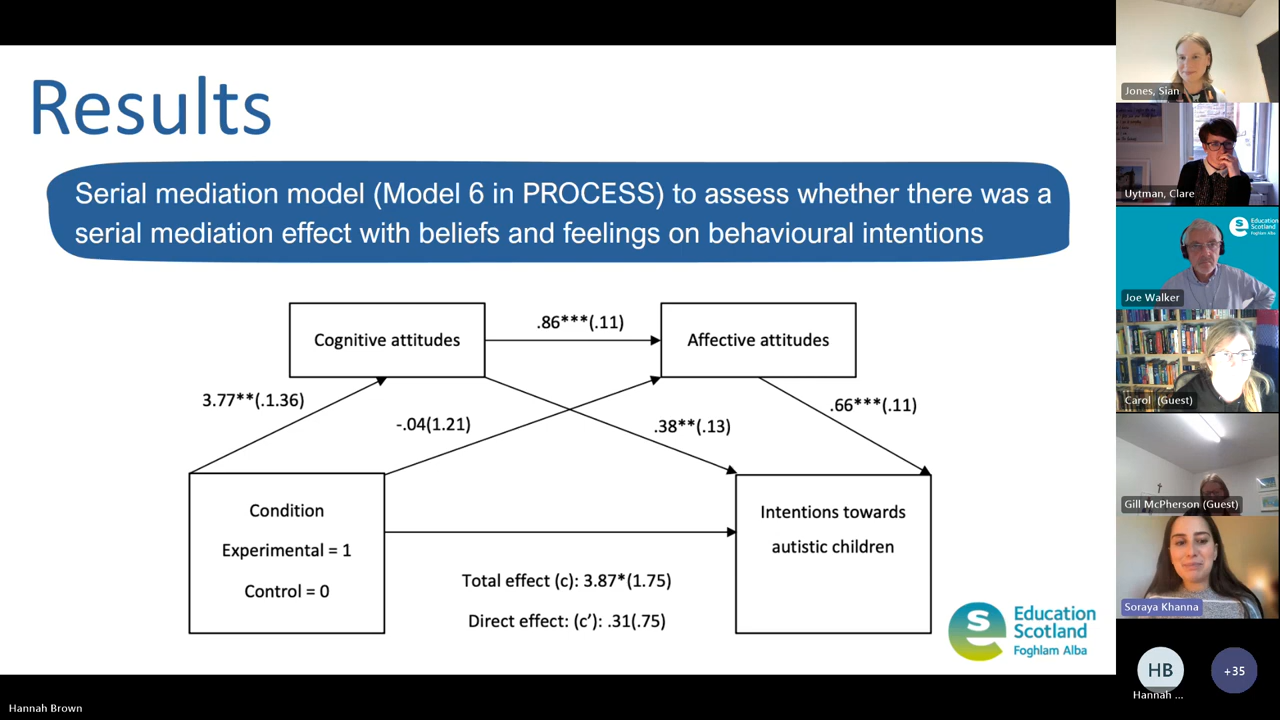 Results
Serial mediation model (Model 6 in PROCESS) to assess whether there was a
serial mediation effect with beliefs and feelings on behavioural intentions
Cognitive attitudes
.86***(.11)
Affective attitudes
3.77**(.1.36)
-.04(1.21)
.38**(.13)
.66***(.11)
Condition
Experimental = 1
Control = 0
Intentions towards
autistic children
Total effect (c): 3.87*(1.75)
Direct effect: (c’): .31(.75)
Education
Scotland
Foghlam Alba
Jones, Sian
Uytman, Clare
Education
Scotland
Foghlam Alba
Joe Walker
Carol (Guest)
Gill McPherson (Guest)
Soraya Khanna
HB
+35
Hannah ...
Hannah Brown